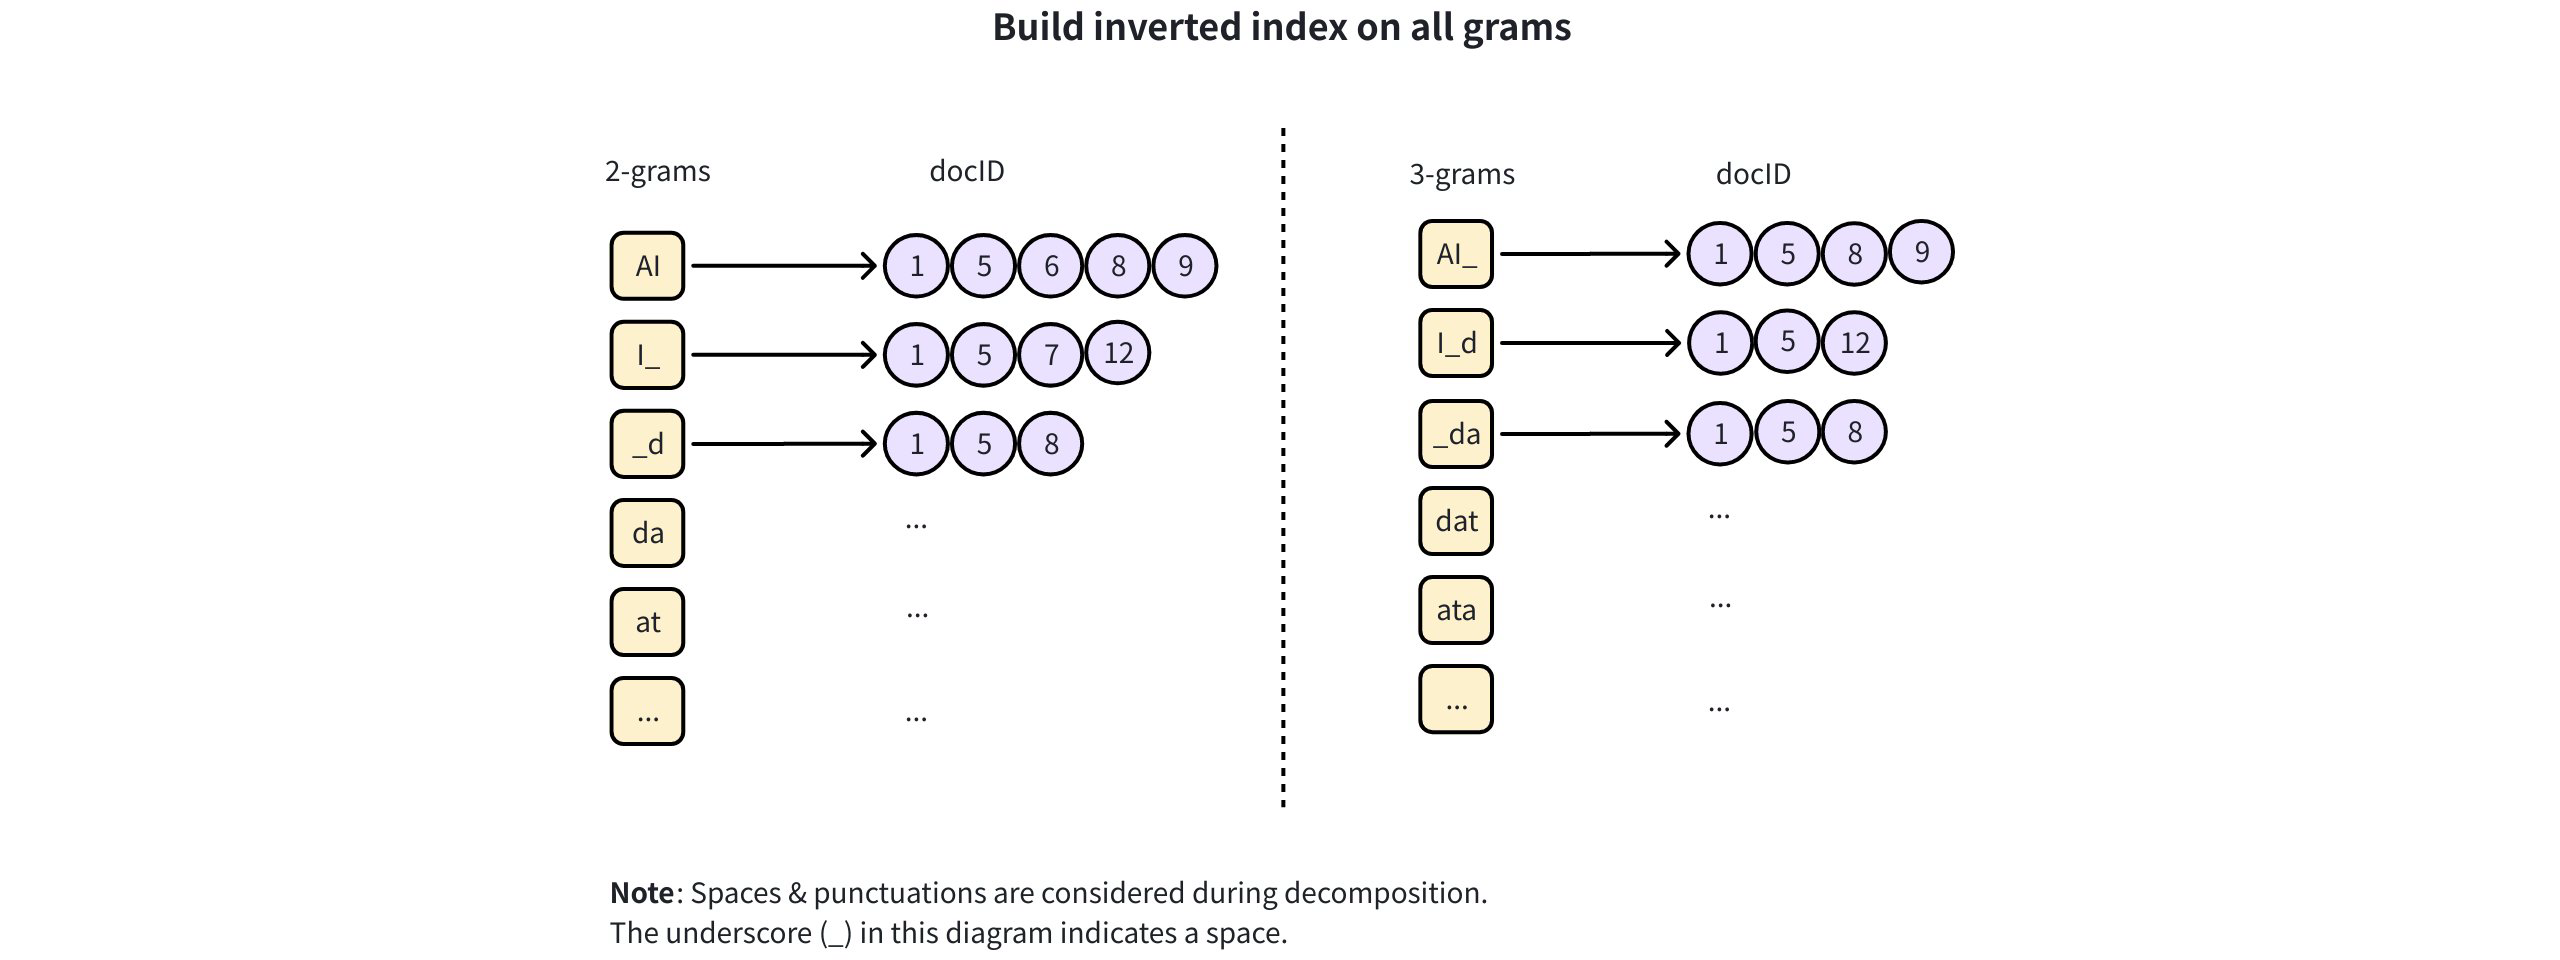 Build inverted index on all grams
2-grams docID
AI 1 5 6 8 9
I_ 1 5 7 12
_d 1 5 8
da ...
at ...
... ...
3-grams docID
AI_ 1 5 8 9
I_d 1 5 12
_da 1 5 8
dat ...
ata ...
... ...
Note: Spaces & punctuations are considered during decomposition.
The underscore (_) in this diagram indicates a space.